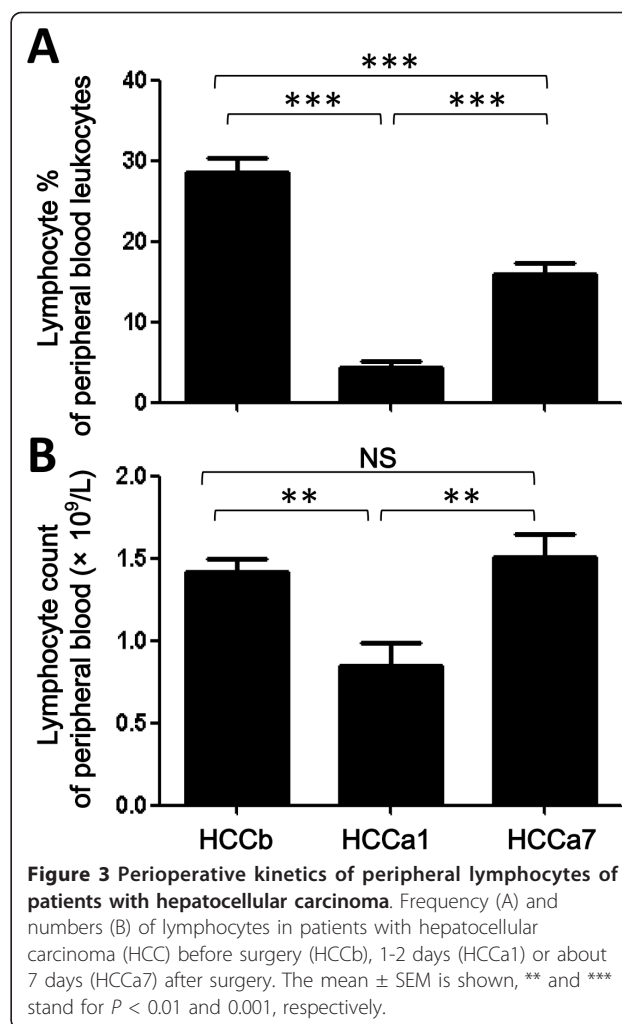 A
***
***
***
Lymphocyte %
of peripheral blood leukocytes
40
30
20
10
0
B
NS
**
**
Lymphocyte count
of peripheral blood (× 10⁹/L)
2.0
1.5
1.0
0.5
0.0
HCCb HCCa1 HCCa7
Figure 3 Perioperative kinetics of peripheral lymphocytes of
patients with hepatocellular carcinoma. Frequency (A) and
numbers (B) of lymphocytes in patients with hepatocellular
carcinoma (HCC) before surgery (HCCb), 1-2 days (HCCa1) or about
7 days (HCCa7) after surgery. The mean ± SEM is shown, ** and ***
stand for P < 0.01 and 0.001, respectively.